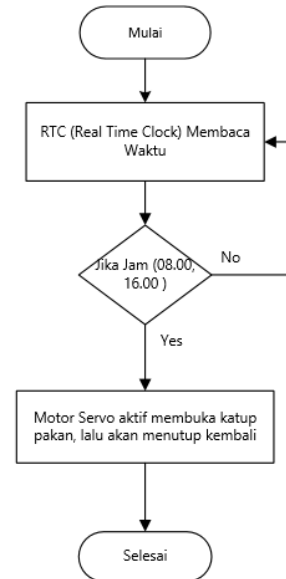 Mulai
RTC (Real Time Clock) Membaca
Waktu
Jika Jam (08.00,
16.00 )
No
Yes
Motor Servo aktif membuka katup
pakan, lalu akan menutup kembali
Selesai